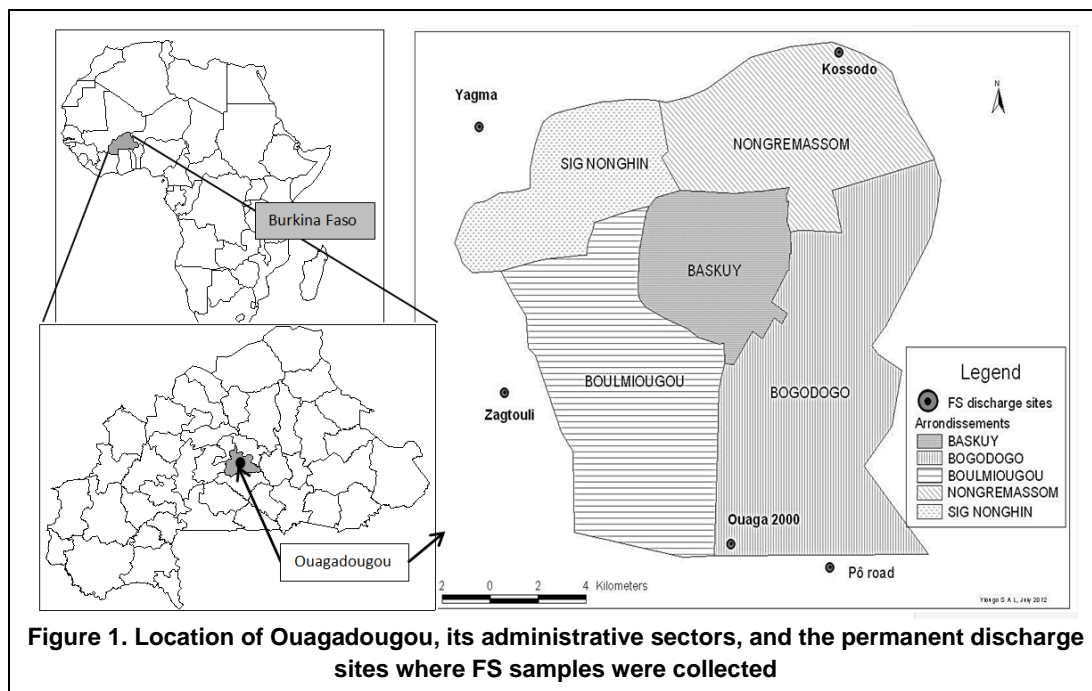 Burkina Faso
Ouagadougou
Kossodo
Yagma
N
NONGREMASSOM
SIG NONGHIN
BASKUY
BOULMIOUGOU
BOGODOGO
Zagtouli
Ouaga 2000
Pô road
Legend
FS discharge sites
Arrondissements
BASKUY
BOGODOGO
BOULMIOUGOU
NONGREMASSOM
SIG NONGHIN
2 0 2 4 Kilometers
S.A.L, July 2012
Figure 1. Location of Ouagadougou, its administrative sectors, and the permanent discharge
sites where FS samples were collected